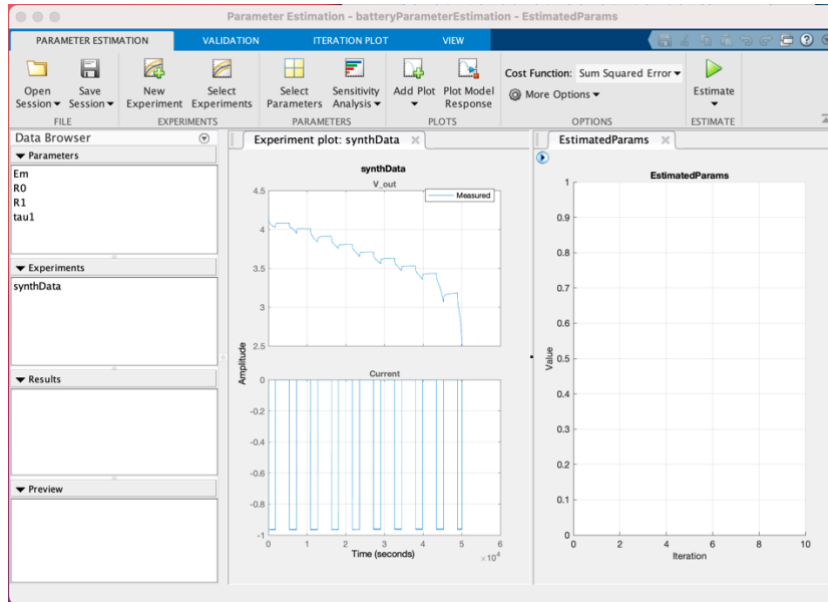 Parameter Estimation - batteryParameterEstimation - EstimatedParams
PARAMETER ESTIMATION VALIDATION ITERATION PLOT VIEW
Open Session Save Session New Experiment Select Experiments Select Parameters Sensitivity Analysis Add Plot Plot Model Response Cost Function: Sum Squared Error Estimate
More Options
FILE EXPERIMENTS PARAMETERS PLOTS OPTIONS ESTIMATE
Data Browser
Parameters
Em
R0
R1
tau1
Experiments
synthData
Results
Preview
Experiment plot: synthData
synthData
V_out
Measured
4.5
4
3.5
3
2.5
Amplitude
Current
0
-0.2
-0.4
-0.6
-0.8
-1
0 1 2 3 4 5 6
Time (seconds) ×10^4
EstimatedParams
EstimatedParams
1
0.9
0.8
0.7
0.6
0.5
0.4
0.3
0.2
0.1
0
Value
0 2 4 6 8 10
Iteration